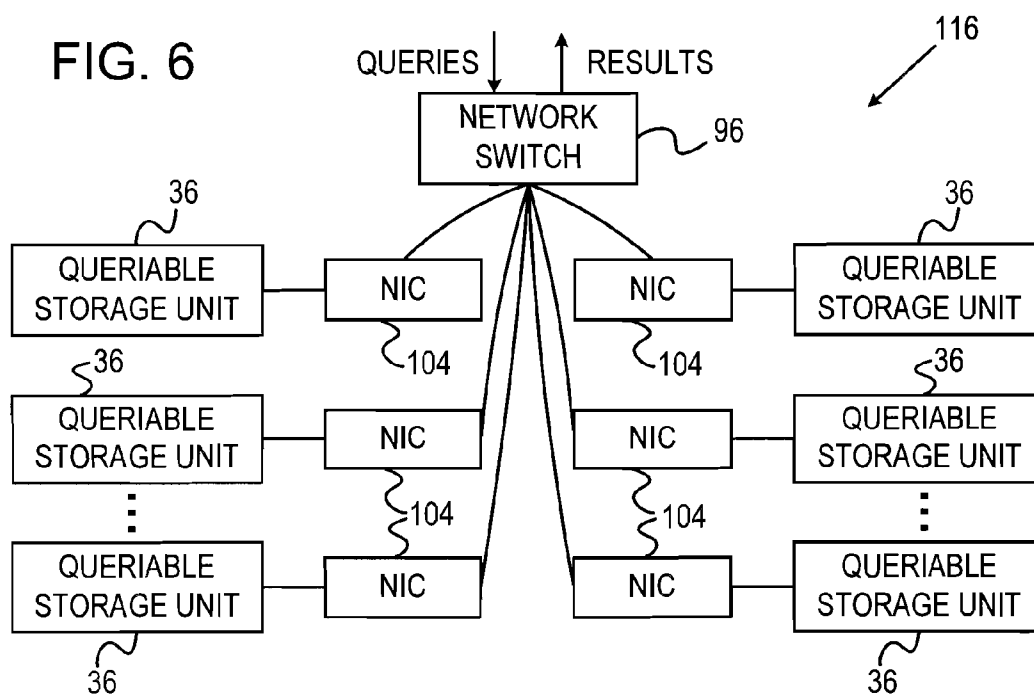 FIG. 6
QUERIES
RESULTS
116
NETWORK
SWITCH
96
36
36
QUERIABLE
STORAGE UNIT
NIC
NIC
QUERIABLE
STORAGE UNIT
104
104
36
36
QUERIABLE
STORAGE UNIT
NIC
NIC
QUERIABLE
STORAGE UNIT
104
104
QUERIABLE
STORAGE UNIT
NIC
NIC
QUERIABLE
STORAGE UNIT
36
36